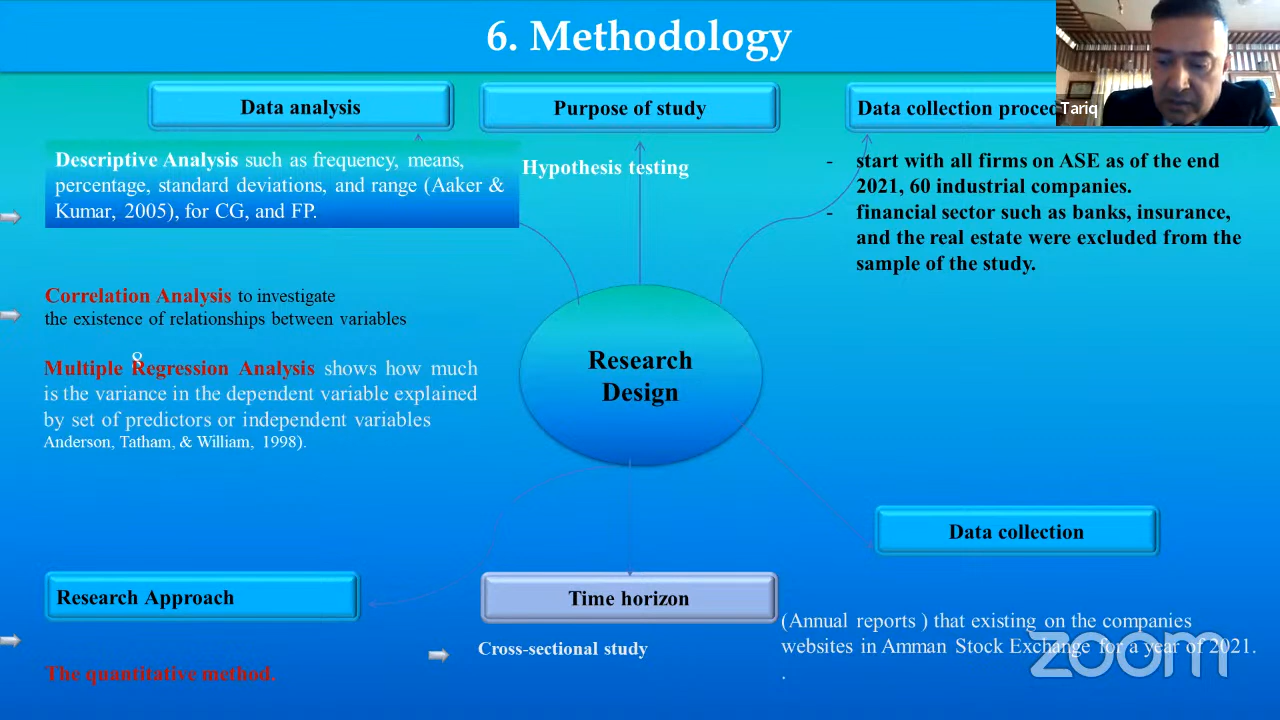 6. Methodology
Data analysis
Purpose of study
Data collection
Tariq
Descriptive Analysis such as frequency, means,
percentage, standard deviations, and range (Aaker &
Kumar, 2005), for CG, and FP.
Hypothesis testing
- start with all firms on ASE as of the end
2021, 60 industrial companies.
- financial sector such as banks, insurance,
and the real estate were excluded from the
sample of the study.
Correlation Analysis to investigate
the existence of relationships between variables
8
Multiple Regression Analysis shows how much
is the variance in the dependent variable explained
by set of predictors or independent variables
Anderson, Tatham, & William, 1998).
Research
Design
Data collection
Research Approach
Time horizon
(Annual reports ) that existing on the companies
websites in Amman Stock Exchange for a year of 2021.
.
Cross-sectional study
The quantitative method.
zoom